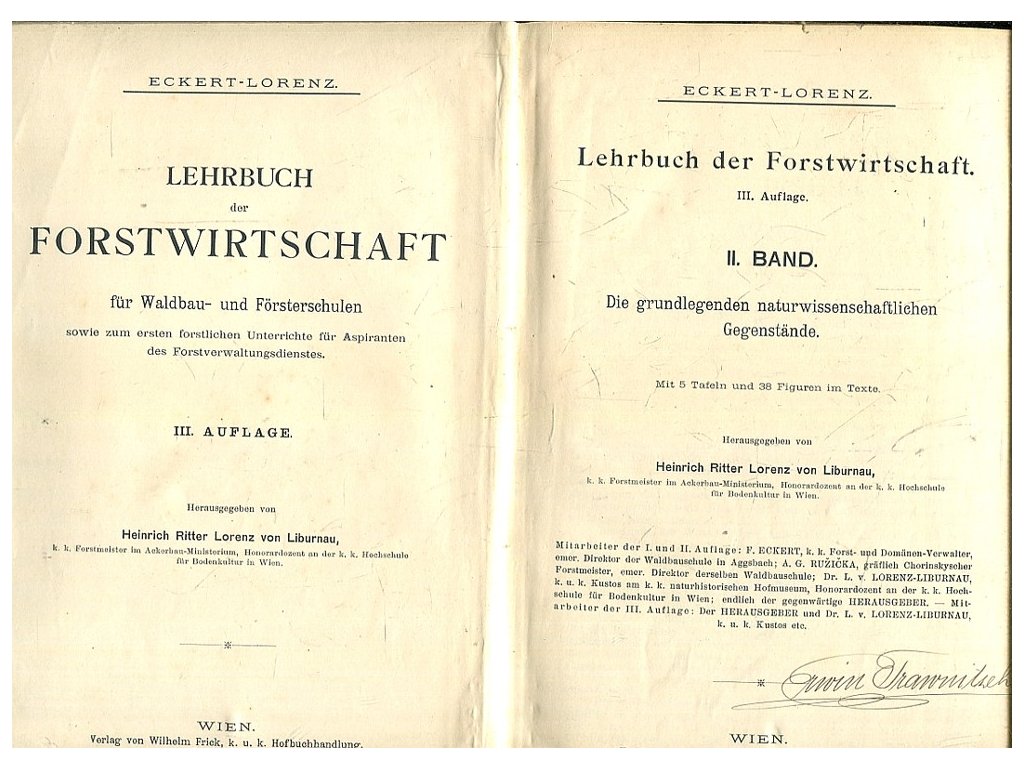 ECKERT-LORENZ.
LEHRBUCH
der
FORSTWIRTSCHAFT
für Waldbau- und Försterschulen
sowie zum ersten forstlichen Unterrichte für Aspiranten
des Forstverwaltungsdienstes.
III. AUFLAGE.
Herausgegeben von
Heinrich Ritter Lorenz von Liburnau,
k. k. Forstmeister im Ackerbau-Ministerium, Honorardozent an der k. k. Hochschule
für Bodenkultur in Wien.
WIEN.
Verlag von Wilhelm Frick, k. u. k. Hofbuchhandlung.
ECKERT-LORENZ.
Lehrbuch der Forstwirtschaft.
III. Auflage.
II. BAND.
Die grundlegenden naturwissenschaftlichen
Gegenstände.
Mit 5 Tafeln und 38 Figuren im Texte.
Herausgegeben von
Heinrich Ritter Lorenz von Liburnau,
k. k. Forstmeister im Ackerbau-Ministerium, Honorardozent an der k. k. Hochschule
für Bodenkultur in Wien.
Mitarbeiter der I. und II. Auflage: F. ECKERT, k. k. Forst- und Domänen-Verwalter,
emer. Direktor der Waldbauschule in Aggsbach; A. G. RUŽIČKA, gräflich Chorinskyscher
Forstmeister, emer. Direktor derselben Waldbauschule; Dr. L. v. LORENZ-LIBURNAU,
k. u. k. Kustos am k. k. naturhistorischen Hofmuseum, Honorardozent an der k. k. Hoch-
schule für Bodenkultur in Wien; endlich der gegenwärtige HERAUSGEBER. — Mit-
arbeiter der III. Auflage: Der HERAUSGEBER und Dr. L. v. LORENZ-LIBURNAU,
k. u. k. Kustos etc.
Erwin Trawnitschek
WIEN.